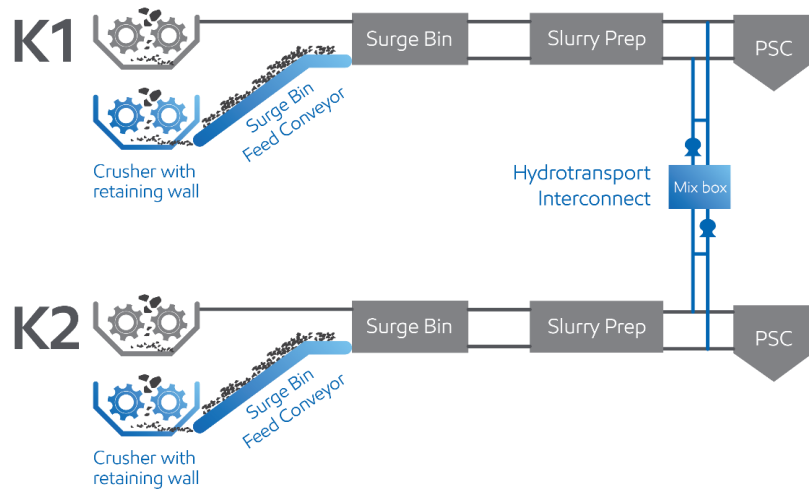 K1
Surge Bin
Slurry Prep
PSC
Surge Bin
Feed Conveyor
Crusher with
retaining wall
Hydrotransport
Interconnect
Mix box
K2
Surge Bin
Slurry Prep
PSC
Surge Bin
Feed Conveyor
Crusher with
retaining wall